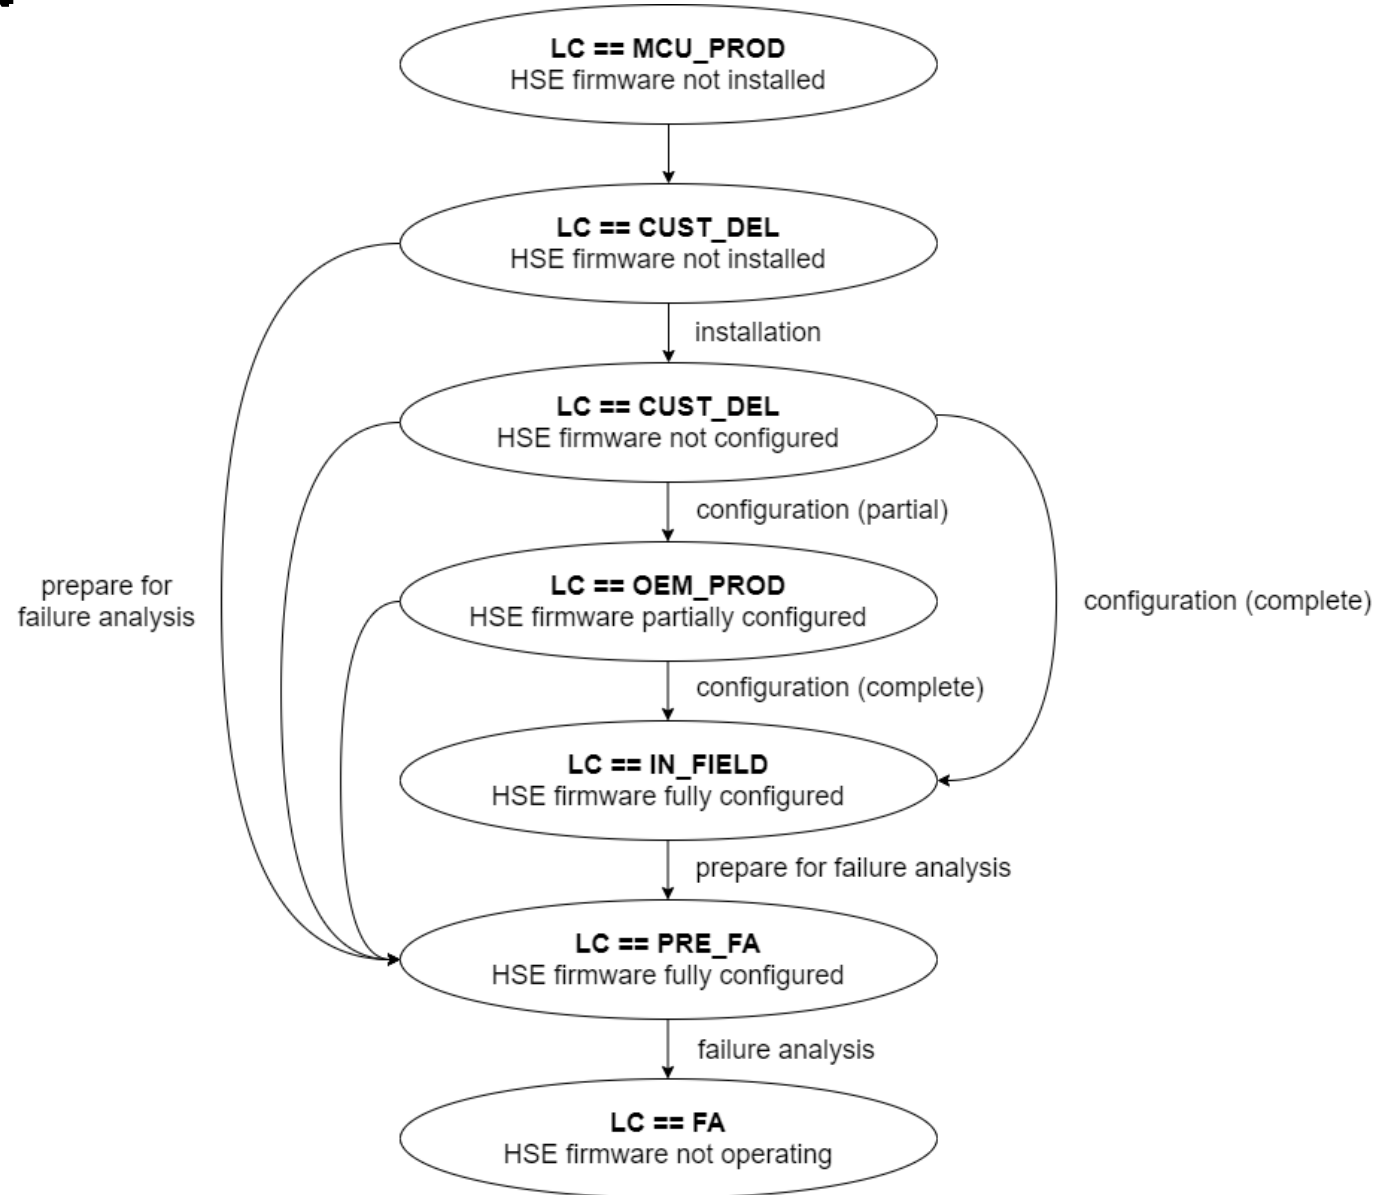 LC == MCU_PROD
HSE firmware not installed
LC == CUST_DEL
HSE firmware not installed
installation
LC == CUST_DEL
HSE firmware not configured
configuration (partial)
prepare for
failure analysis
LC == OEM_PROD
HSE firmware partially configured
configuration (complete)
configuration (complete)
LC == IN_FIELD
HSE firmware fully configured
prepare for failure analysis
LC == PRE_FA
HSE firmware fully configured
failure analysis
LC == FA
HSE firmware not operating